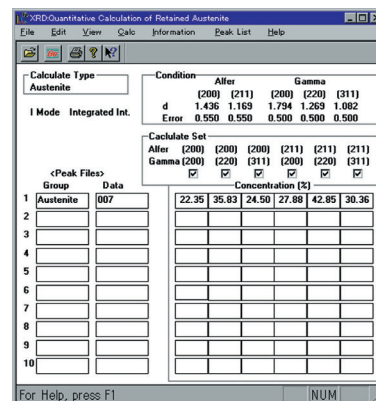 XRD:Quantitative Calculation of Retained Austenite
File Edit View Calc Information Peak List Help
Calculate Type
Austenite
I Mode Integrated Int.
Condition
Alfer Gamma
(200) (211) (200) (220) (311)
d 1.436 1.169 1.794 1.269 1.082
Error 0.550 0.550 0.500 0.500 0.500
Caclulate Set
Alfer (200) (200) (200) (211) (211) (211)
Gamma (200) (220) (311) (200) (220) (311)
<Peak Files>
Group Data
Concentration (%)
1 Austenite 007 22.35 35.83 24.50 27.88 42.85 30.36
2
3
4
5
6
7
8
9
10
For Help, press F1 NUM